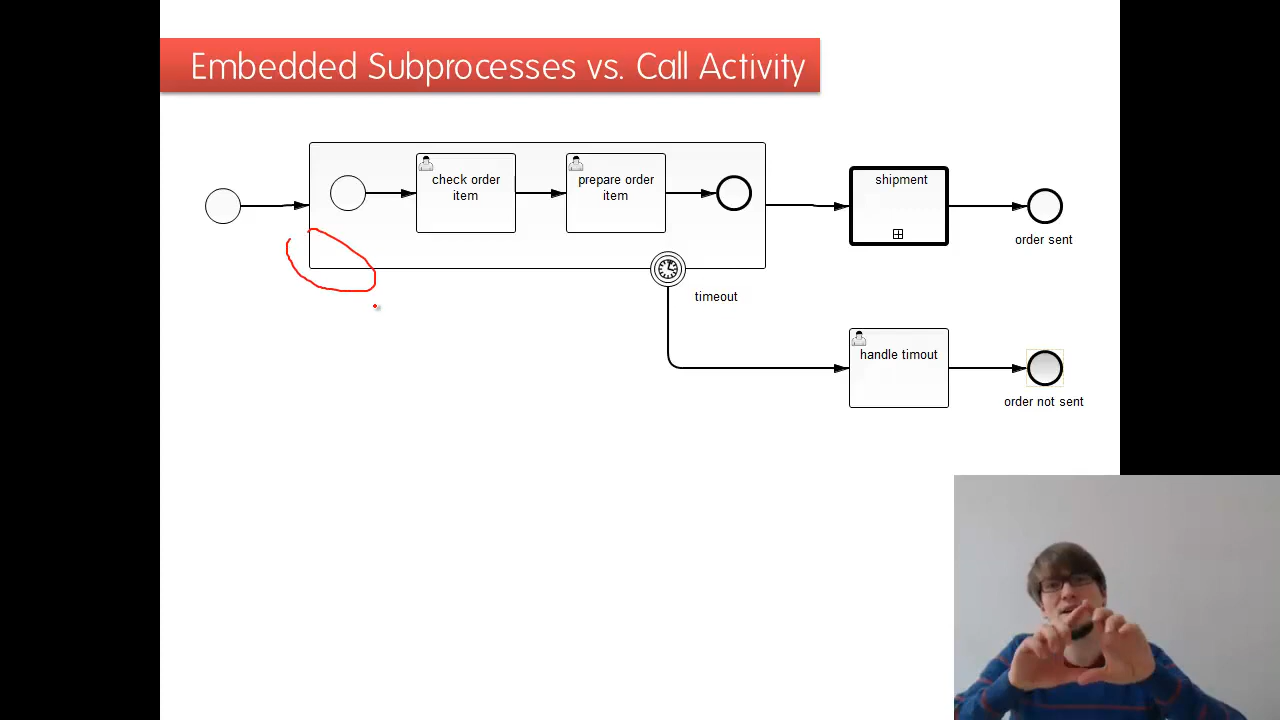 Embedded Subprocesses vs. Call Activity
check order
item
prepare order
item
shipment
order sent
timeout
handle timout
order not sent